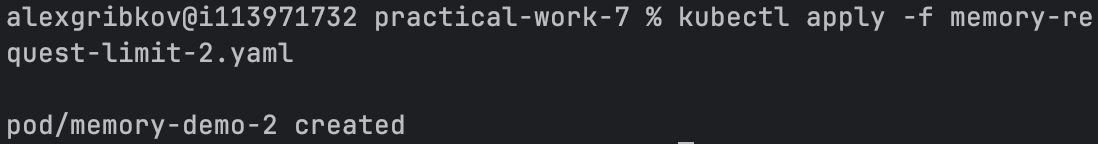 alexgribkov@i113971732 practical-work-7 % kubectl apply -f memory-re
quest-limit-2.yaml
pod/memory-demo-2 created